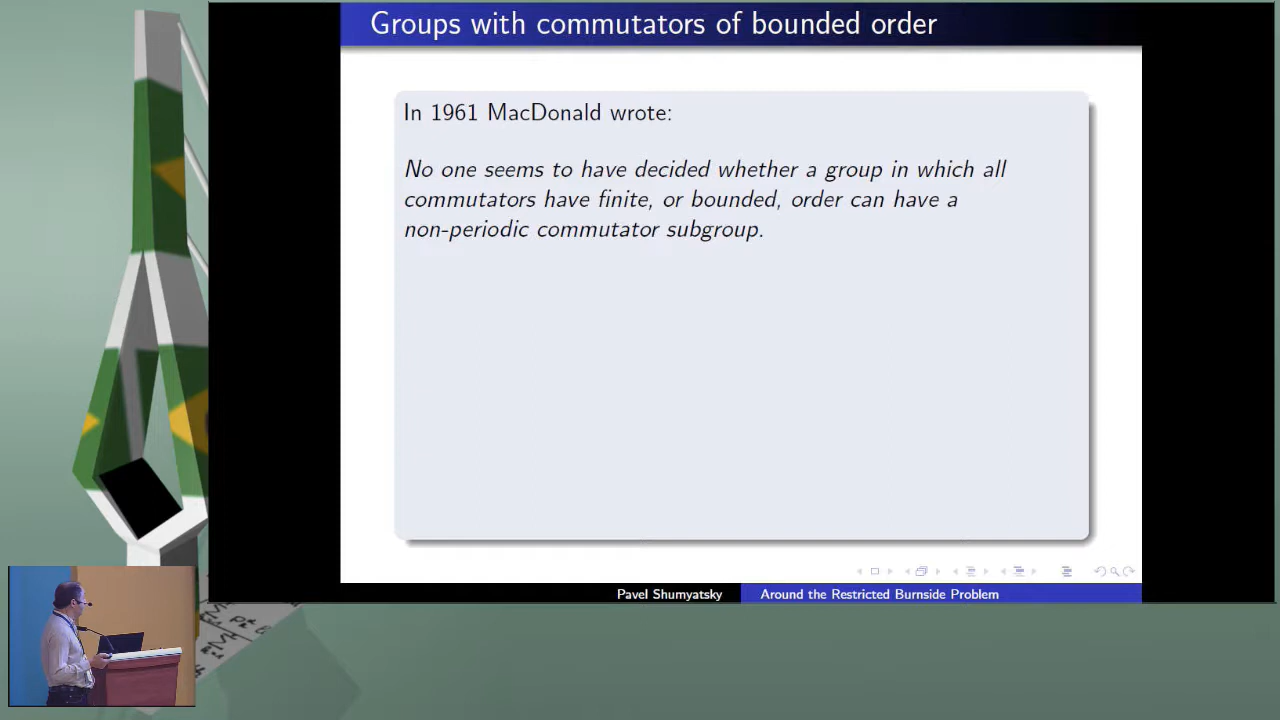 Groups with commutators of bounded order
In 1961 MacDonald wrote:
No one seems to have decided whether a group in which all
commutators have finite, or bounded, order can have a
non-periodic commutator subgroup.
Pavel Shumyatsky
Around the Restricted Burnside Problem